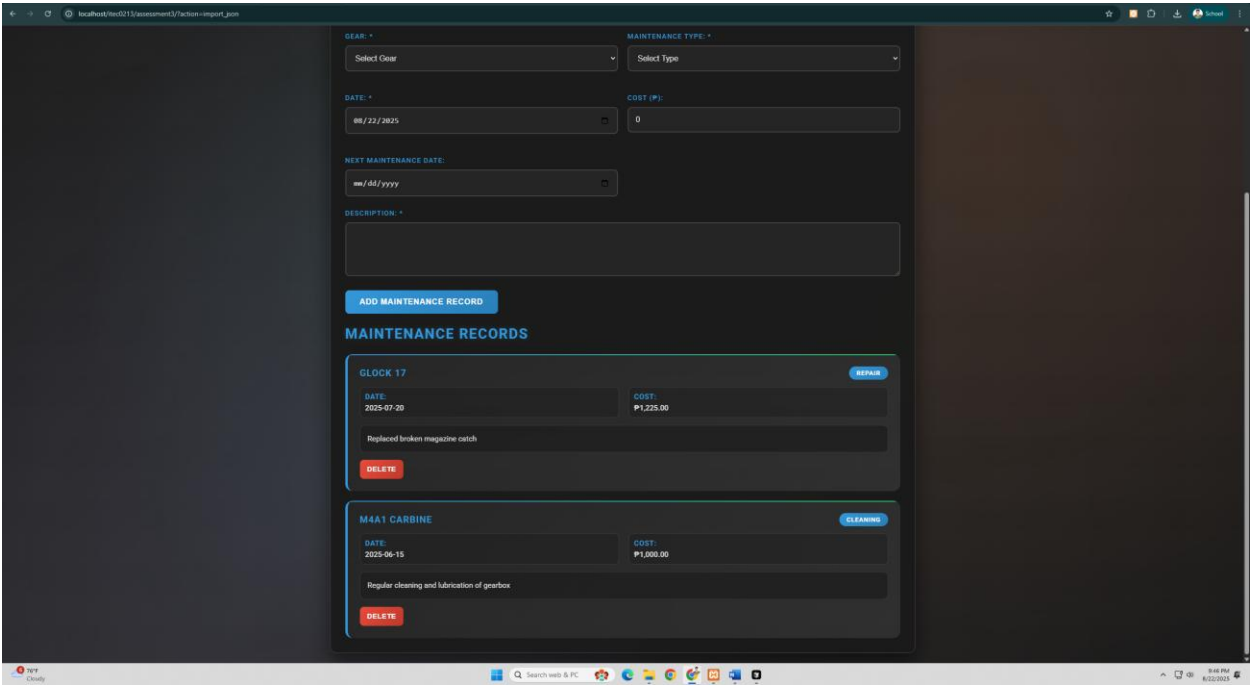 localhost/itec0213/assessment3/?action=import_json
School
GEAR: * MAINTENANCE TYPE: *
Select Gear Select Type
DATE: * COST (₱):
08/22/2025 0
NEXT MAINTENANCE DATE:
mm/dd/yyyy
DESCRIPTION: *
ADD MAINTENANCE RECORD
MAINTENANCE RECORDS
GLOCK 17 REPAIR
DATE: COST:
2025-07-20 ₱1,225.00
Replaced broken magazine catch
DELETE
M4A1 CARBINE CLEANING
DATE: COST:
2025-06-15 ₱1,000.00
Regular cleaning and lubrication of gearbox
DELETE
76°F
Cloudy
Search web & PC
9:46 PM
8/22/2025